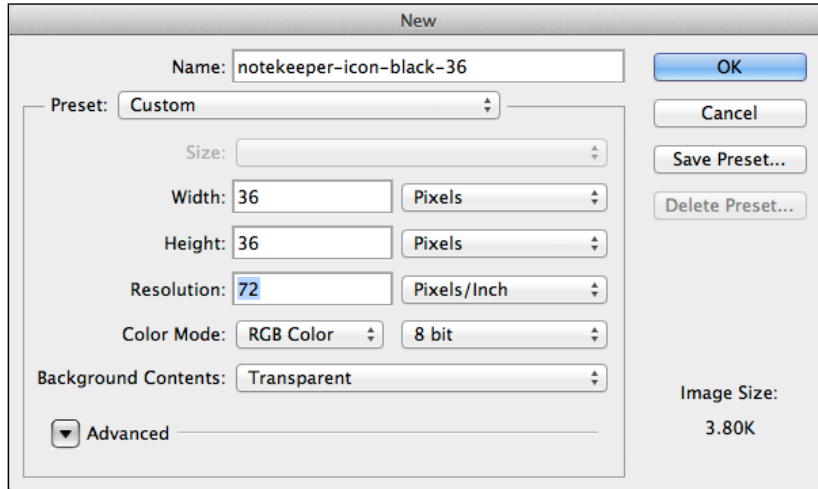 New
Name: notekeeper-icon-black-36
OK
Preset: Custom
Cancel
Size:
Save Preset...
Width: 36 Pixels
Delete Preset...
Height: 36 Pixels
Resolution: 72 Pixels/Inch
Color Mode: RGB Color 8 bit
Background Contents: Transparent
Image Size:
Advanced
3.80K